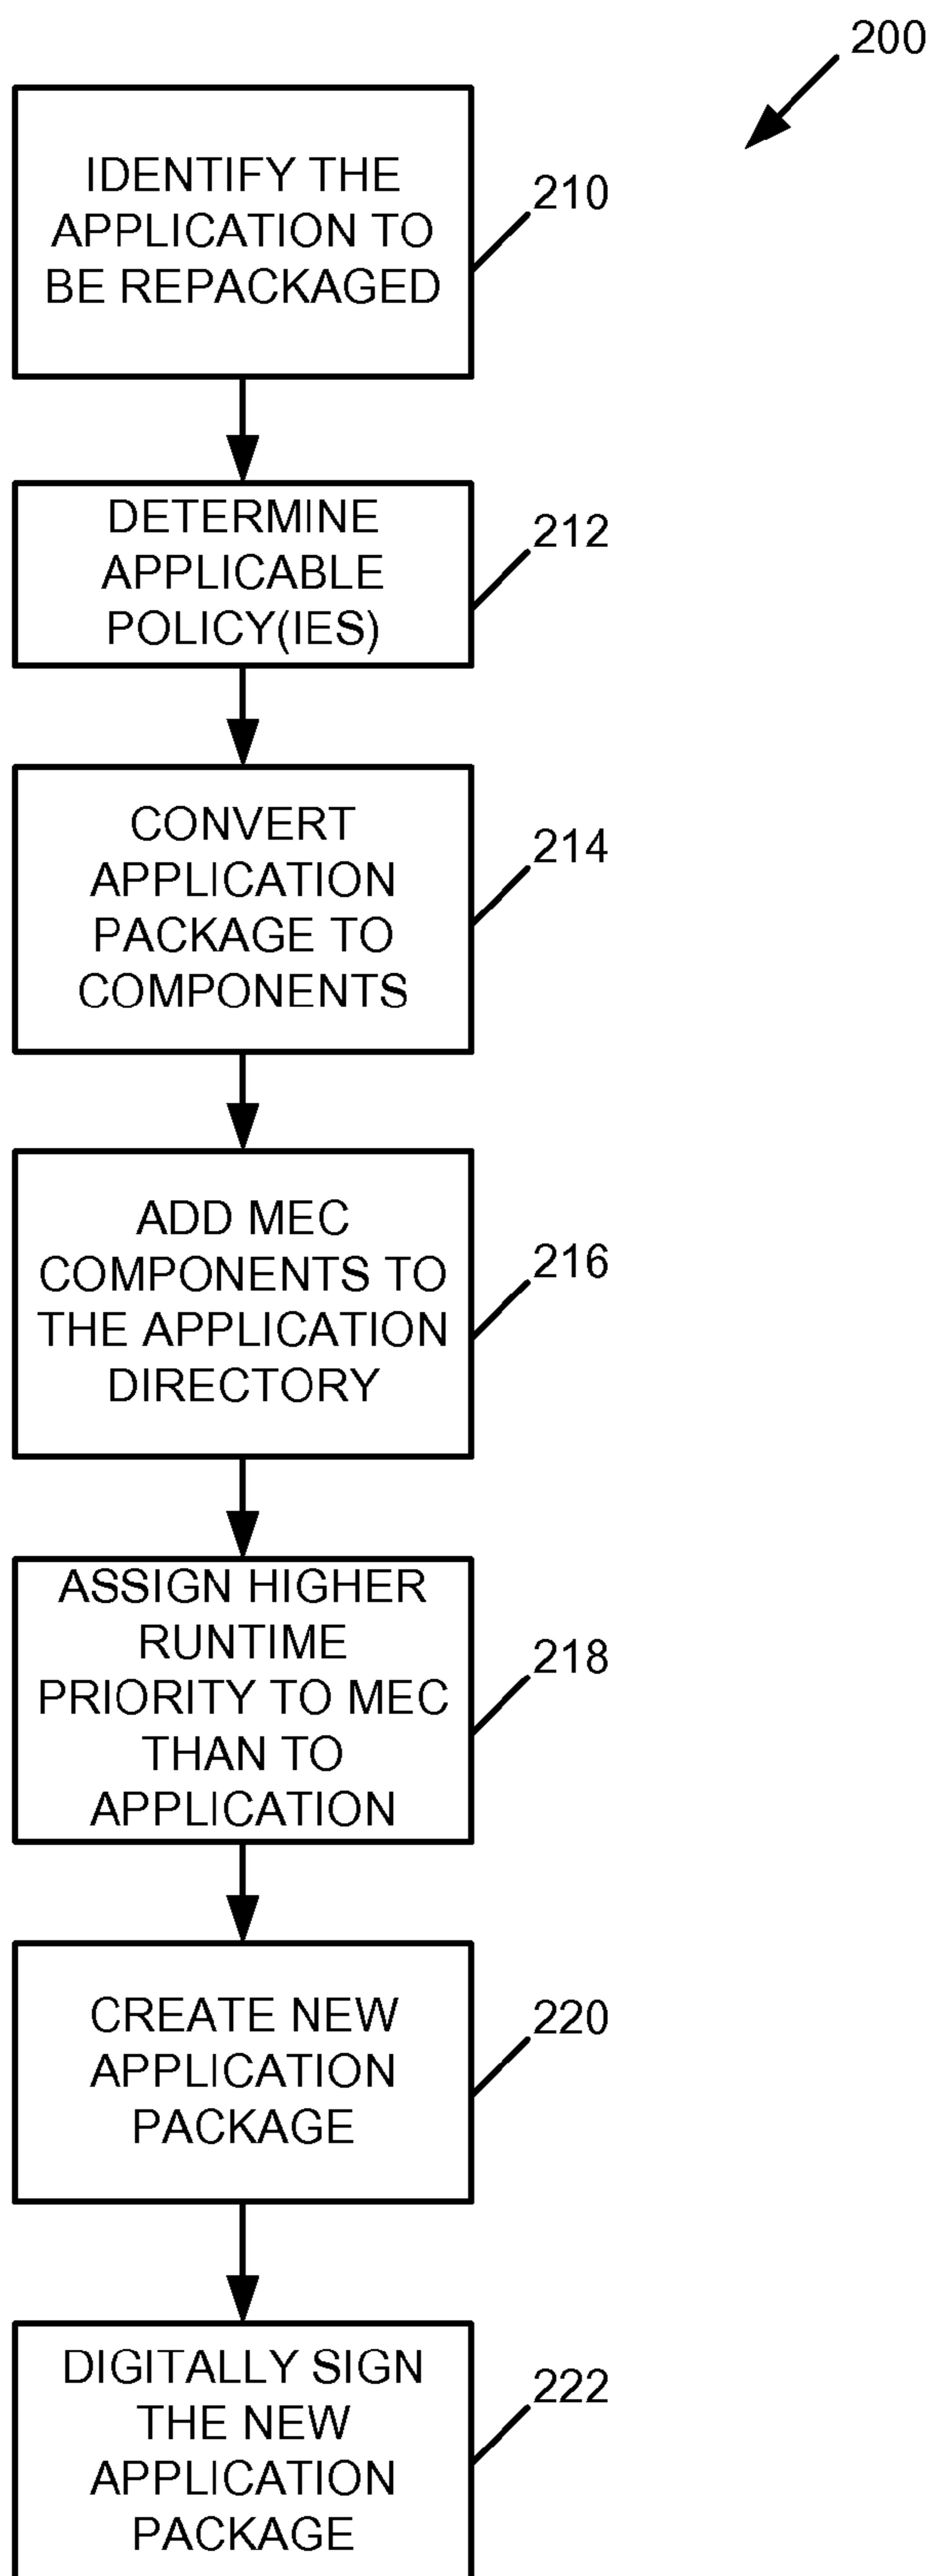 200
IDENTIFY THE
APPLICATION TO
BE REPACKAGED
210
DETERMINE
APPLICABLE
POLICY(IES)
212
CONVERT
APPLICATION
PACKAGE TO
COMPONENTS
214
ADD MEC
COMPONENTS TO
THE APPLICATION
DIRECTORY
216
ASSIGN HIGHER
RUNTIME
PRIORITY TO MEC
THAN TO
APPLICATION
218
CREATE NEW
APPLICATION
PACKAGE
220
DIGITALLY SIGN
THE NEW
APPLICATION
PACKAGE
222